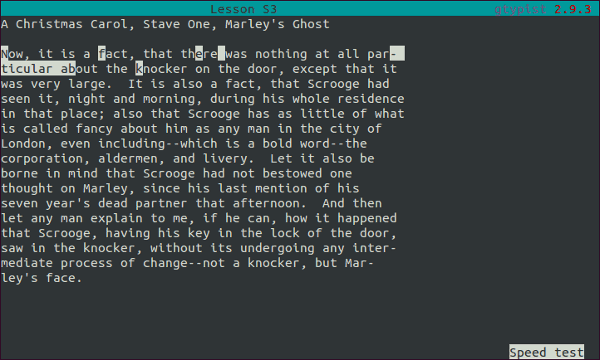 Lesson S3 gtypist 2.9.3
A Christmas Carol, Stave One, Marley's Ghost
Now, it is a fact, that there was nothing at all par-
ticular about the knocker on the door, except that it
was very large.  It is also a fact, that Scrooge had
seen it, night and morning, during his whole residence
in that place; also that Scrooge has as little of what
is called fancy about him as any man in the city of
London, even including--which is a bold word--the
corporation, aldermen, and livery.  Let it also be
borne in mind that Scrooge had not bestowed one
thought on Marley, since his last mention of his
seven year's dead partner that afternoon.  And then
let any man explain to me, if he can, how it happened
that Scrooge, having his key in the lock of the door,
saw in the knocker, without its undergoing any inter-
mediate process of change--not a knocker, but Mar-
ley's face.
Speed test